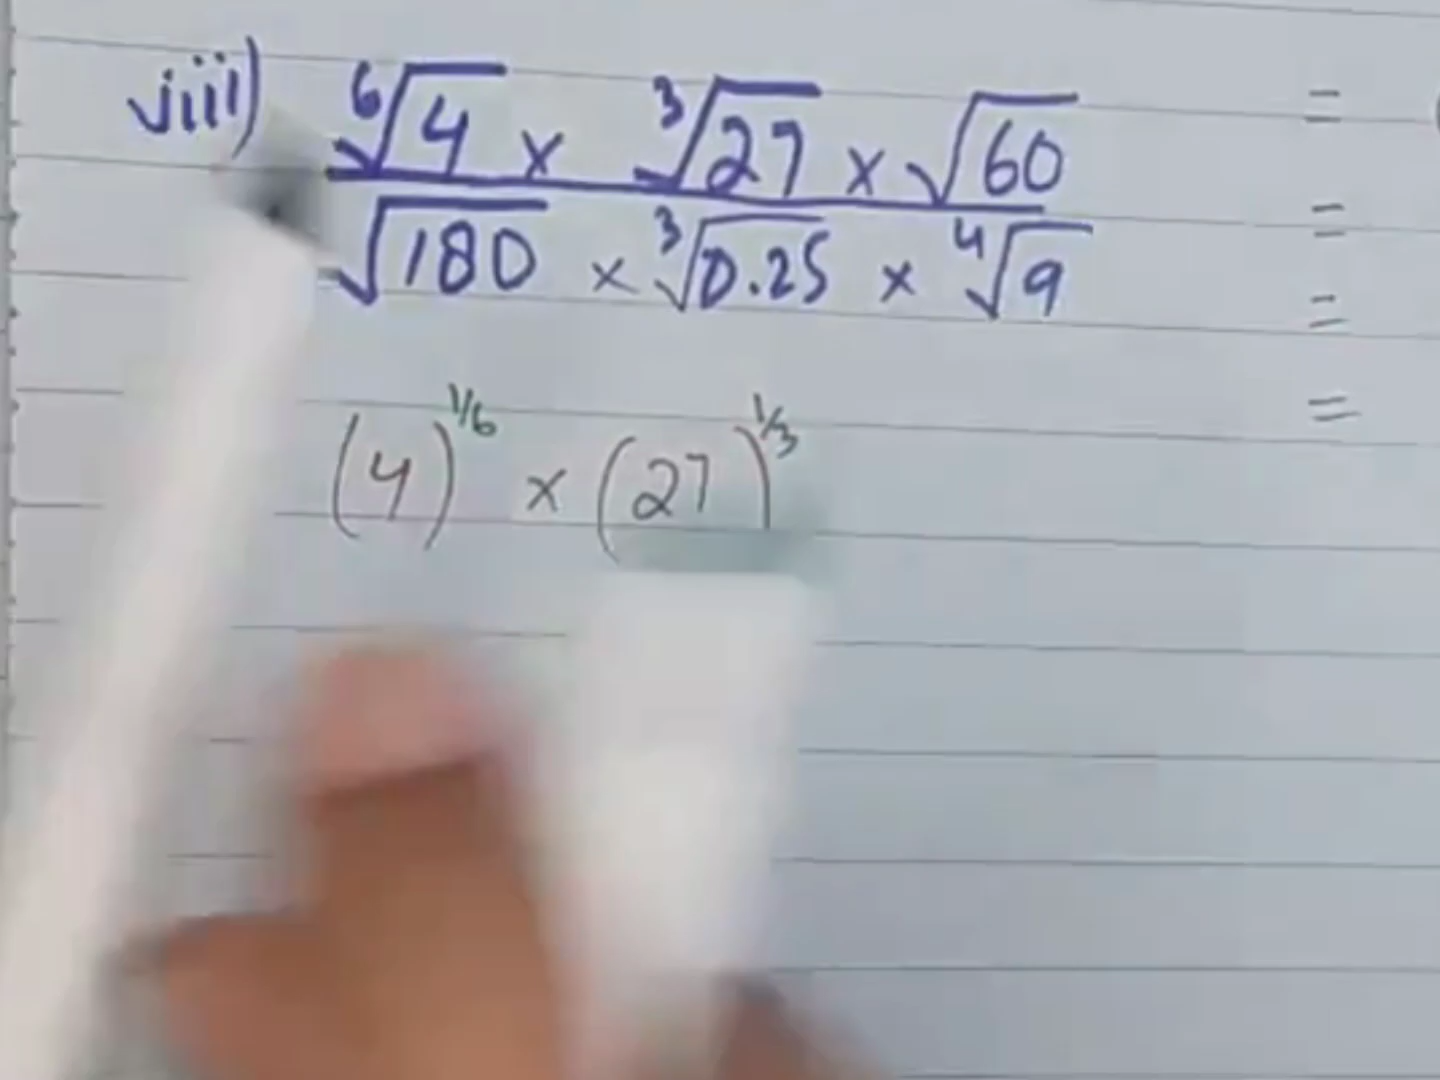 viii) ⁶√4 × ³√27 × √60 =
√180 × ³√0.25 × ⁴√9 =
=
(4)^1/6 × (27)^1/3 =